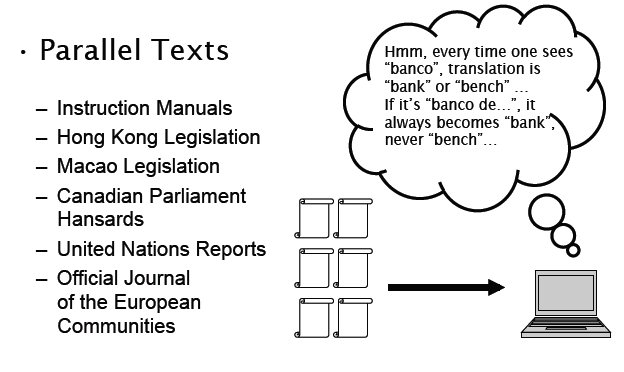 • Parallel Texts
– Instruction Manuals
– Hong Kong Legislation
– Macao Legislation
– Canadian Parliament
Hansards
– United Nations Reports
– Official Journal
of the European
Communities
Hmm, every time one sees
“banco”, translation is
“bank” or “bench” …
If it’s “banco de…”, it
always becomes “bank”,
never “bench”…